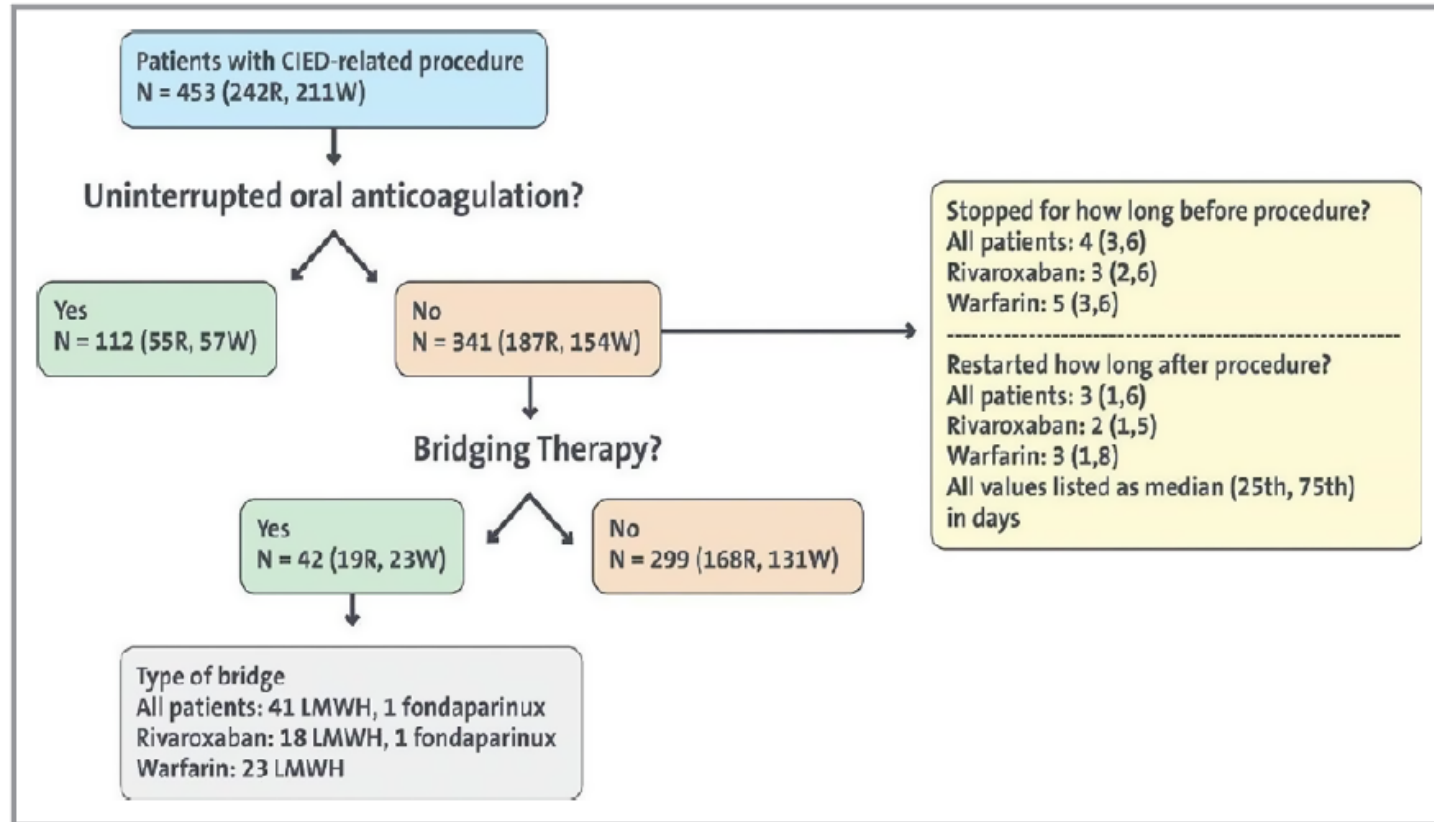 Patients with CIED-related procedure
N = 453 (242R, 211W)
Uninterrupted oral anticoagulation?
Yes
N = 112 (55R, 57W)
No
N = 341 (187R, 154W)
Stopped for how long before procedure?
All patients: 4 (3,6)
Rivaroxaban: 3 (2,6)
Warfarin: 5 (3,6)
Restarted how long after procedure?
All patients: 3 (1,6)
Rivaroxaban: 2 (1,5)
Warfarin: 3 (1,8)
All values listed as median (25th, 75th)
in days
Bridging Therapy?
Yes
N = 42 (19R, 23W)
No
N = 299 (168R, 131W)
Type of bridge
All patients: 41 LMWH, 1 fondaparinux
Rivaroxaban: 18 LMWH, 1 fondaparinux
Warfarin: 23 LMWH